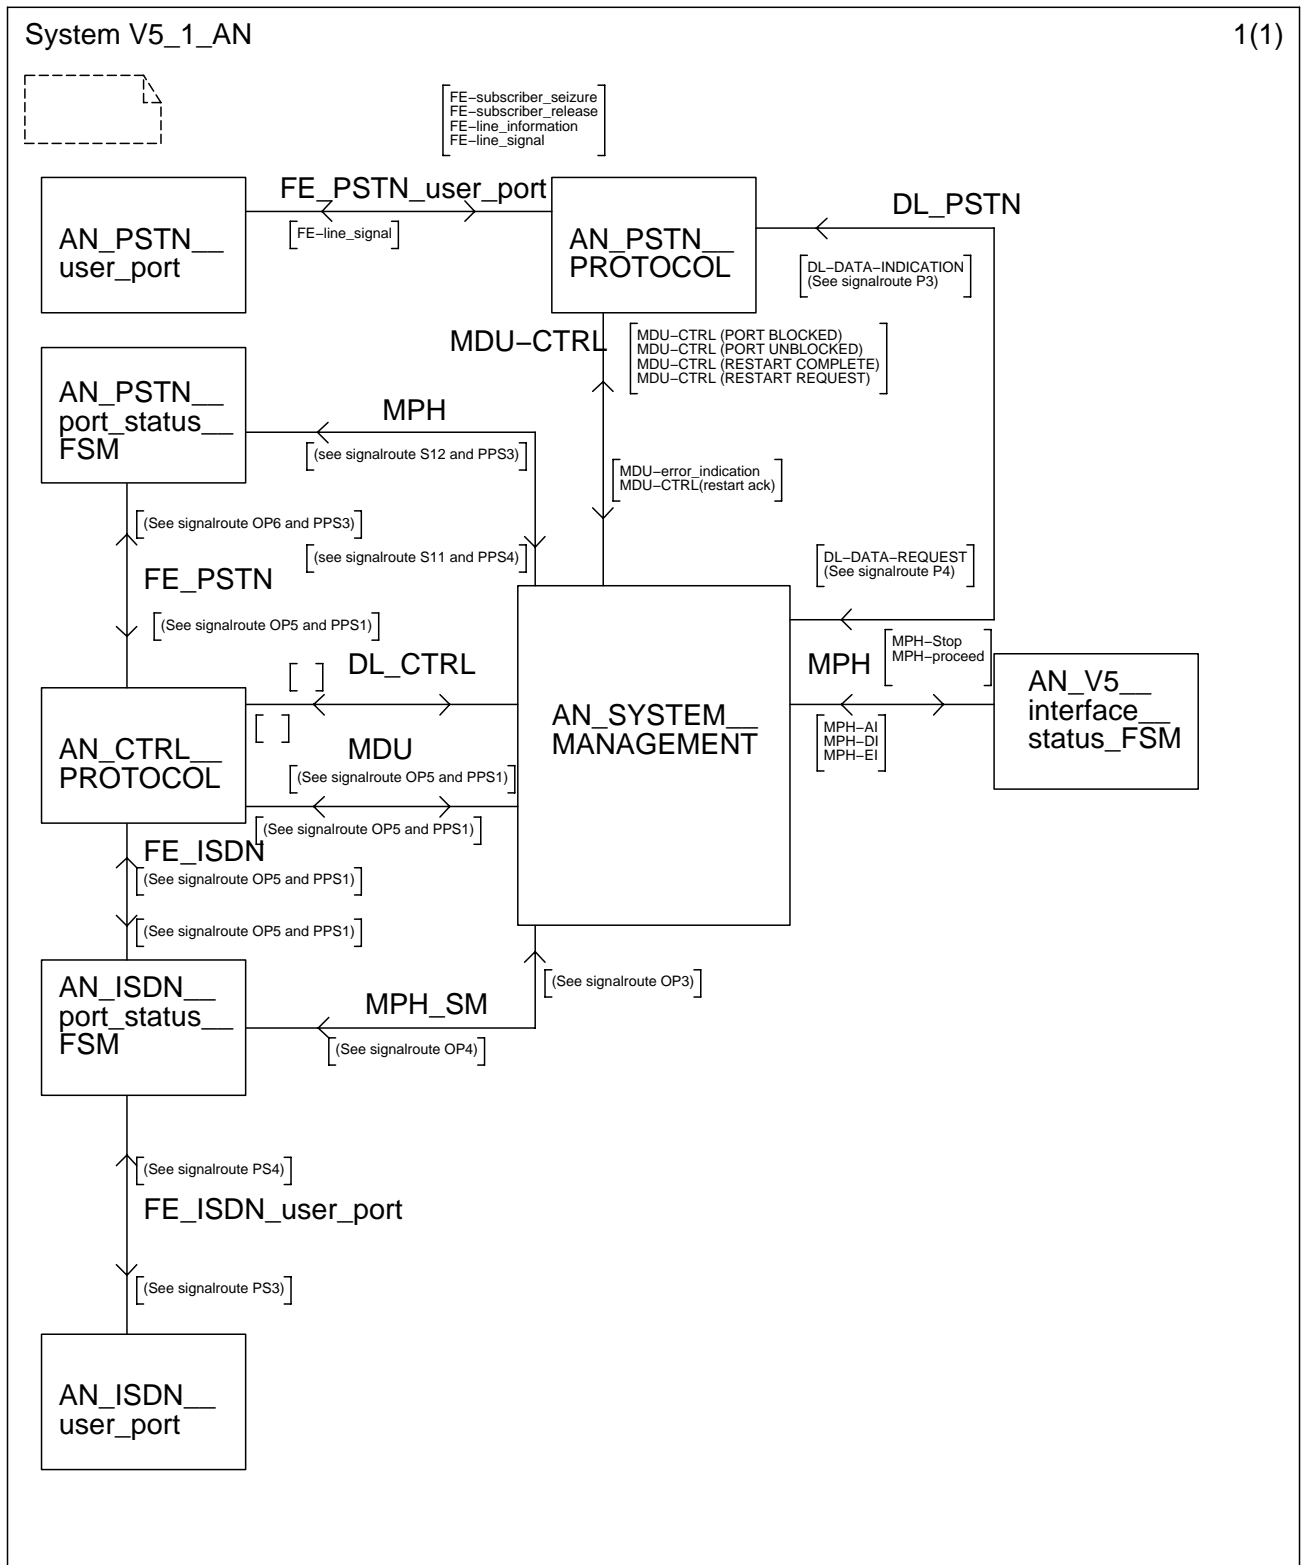 System V5_1_AN
1(1)
FE−subscriber_seizure
FE−subscriber_release
FE−line_information
FE−line_signal
FE_PSTN_user_port
DL_PSTN
AN_PSTN__
user_port
[FE-line_signal]
AN_PSTN__
PROTOCOL
DL−DATA−INDICATION
(See signalroute P3)
MDU−CTRL
MDU−CTRL (PORT BLOCKED)
MDU−CTRL (PORT UNBLOCKED)
MDU−CTRL (RESTART COMPLETE)
MDU−CTRL (RESTART REQUEST)
AN_PSTN__
port_status__
FSM
MPH
(see signalroute S12 and PPS3)
MDU−error_indication
MDU−CTRL(restart ack)
(See signalroute OP6 and PPS3)
(see signalroute S11 and PPS4)
DL−DATA−REQUEST
(See signalroute P4)
FE_PSTN
(See signalroute OP5 and PPS1)
DL_CTRL
MPH
MPH−Stop
MPH−proceed
AN_V5__
interface__
status_FSM
AN_SYSTEM__
MANAGEMENT
MPH−AI
MPH−DI
MPH−EI
AN_CTRL__
PROTOCOL
MDU
(See signalroute OP5 and PPS1)
(See signalroute OP5 and PPS1)
FE_ISDN
(See signalroute OP5 and PPS1)
(See signalroute OP5 and PPS1)
AN_ISDN__
port_status__
FSM
(See signalroute OP3)
MPH_SM
(See signalroute OP4)
(See signalroute PS4)
FE_ISDN_user_port
(See signalroute PS3)
AN_ISDN__
user_port